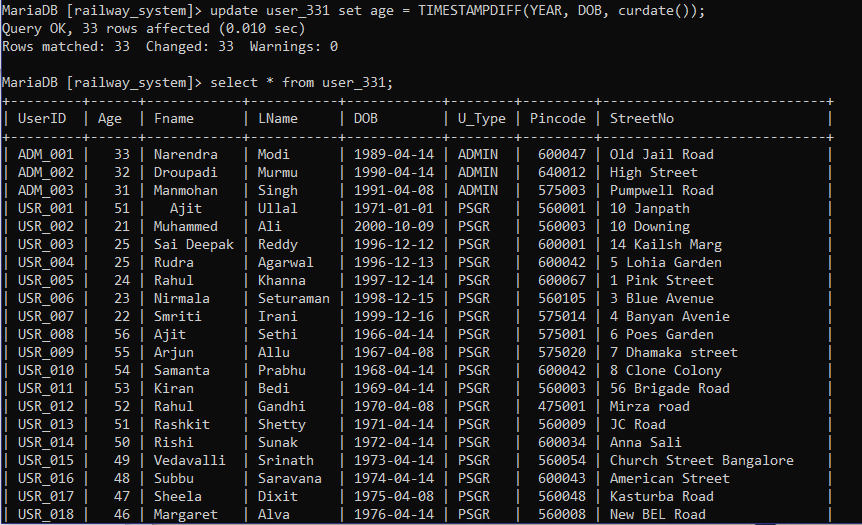 MariaDB [railway_system]> update user_331 set age = TIMESTAMPDIFF(YEAR, DOB, curdate());
Query OK, 33 rows affected (0.010 sec)
Rows matched: 33  Changed: 33  Warnings: 0
MariaDB [railway_system]> select * from user_331;
+---------+------+------------+------------+------------+--------+---------+---------------------------+
| UserID  | Age  | Fname      | LName      | DOB        | U_Type | Pincode | StreetNo                  |
+---------+------+------------+------------+------------+--------+---------+---------------------------+
| ADM_001 |   33 | Narendra   | Modi       | 1989-04-14 | ADMIN  |  600047 | Old Jail Road             |
| ADM_002 |   32 | Droupadi   | Murmu      | 1990-04-14 | ADMIN  |  640012 | High Street               |
| ADM_003 |   31 | Manmohan   | Singh      | 1991-04-08 | ADMIN  |  575003 | Pumpwell Road             |
| USR_001 |   51 |   Ajit     | Ullal      | 1971-01-01 | PSGR   |  560001 | 10 Janpath                |
| USR_002 |   21 | Muhammed   | Ali        | 2000-10-09 | PSGR   |  560003 | 10 Downing                |
| USR_003 |   25 | Sai Deepak | Reddy      | 1996-12-12 | PSGR   |  600001 | 14 Kailsh Marg            |
| USR_004 |   25 | Rudra      | Agarwal    | 1996-12-13 | PSGR   |  600042 | 5 Lohia Garden            |
| USR_005 |   24 | Rahul      | Khanna     | 1997-12-14 | PSGR   |  600067 | 1 Pink Street             |
| USR_006 |   23 | Nirmala    | Seturaman  | 1998-12-15 | PSGR   |  560105 | 3 Blue Avenue             |
| USR_007 |   22 | Smriti     | Irani      | 1999-12-16 | PSGR   |  575014 | 4 Banyan Avenie           |
| USR_008 |   56 | Ajit       | Sethi      | 1966-04-14 | PSGR   |  575001 | 6 Poes Garden             |
| USR_009 |   55 | Arjun      | Allu       | 1967-04-08 | PSGR   |  575020 | 7 Dhamaka street          |
| USR_010 |   54 | Samanta    | Prabhu     | 1968-04-14 | PSGR   |  600042 | 8 Clone Colony            |
| USR_011 |   53 | Kiran      | Bedi       | 1969-04-14 | PSGR   |  560003 | 56 Brigade Road           |
| USR_012 |   52 | Rahul      | Gandhi     | 1970-04-08 | PSGR   |  475001 | Mirza road                |
| USR_013 |   51 | Rashkit    | Shetty     | 1971-04-14 | PSGR   |  560009 | JC Road                   |
| USR_014 |   50 | Rishi      | Sunak      | 1972-04-14 | PSGR   |  600034 | Anna Sali                 |
| USR_015 |   49 | Vedavalli  | Srinath    | 1973-04-14 | PSGR   |  560054 | Church Street Bangalore   |
| USR_016 |   48 | Subbu      | Saravana   | 1974-04-14 | PSGR   |  600043 | American Street           |
| USR_017 |   47 | Sheela     | Dixit      | 1975-04-08 | PSGR   |  560048 | Kasturba Road             |
| USR_018 |   46 | Margaret   | Alva       | 1976-04-14 | PSGR   |  560008 | New BEL Road              |